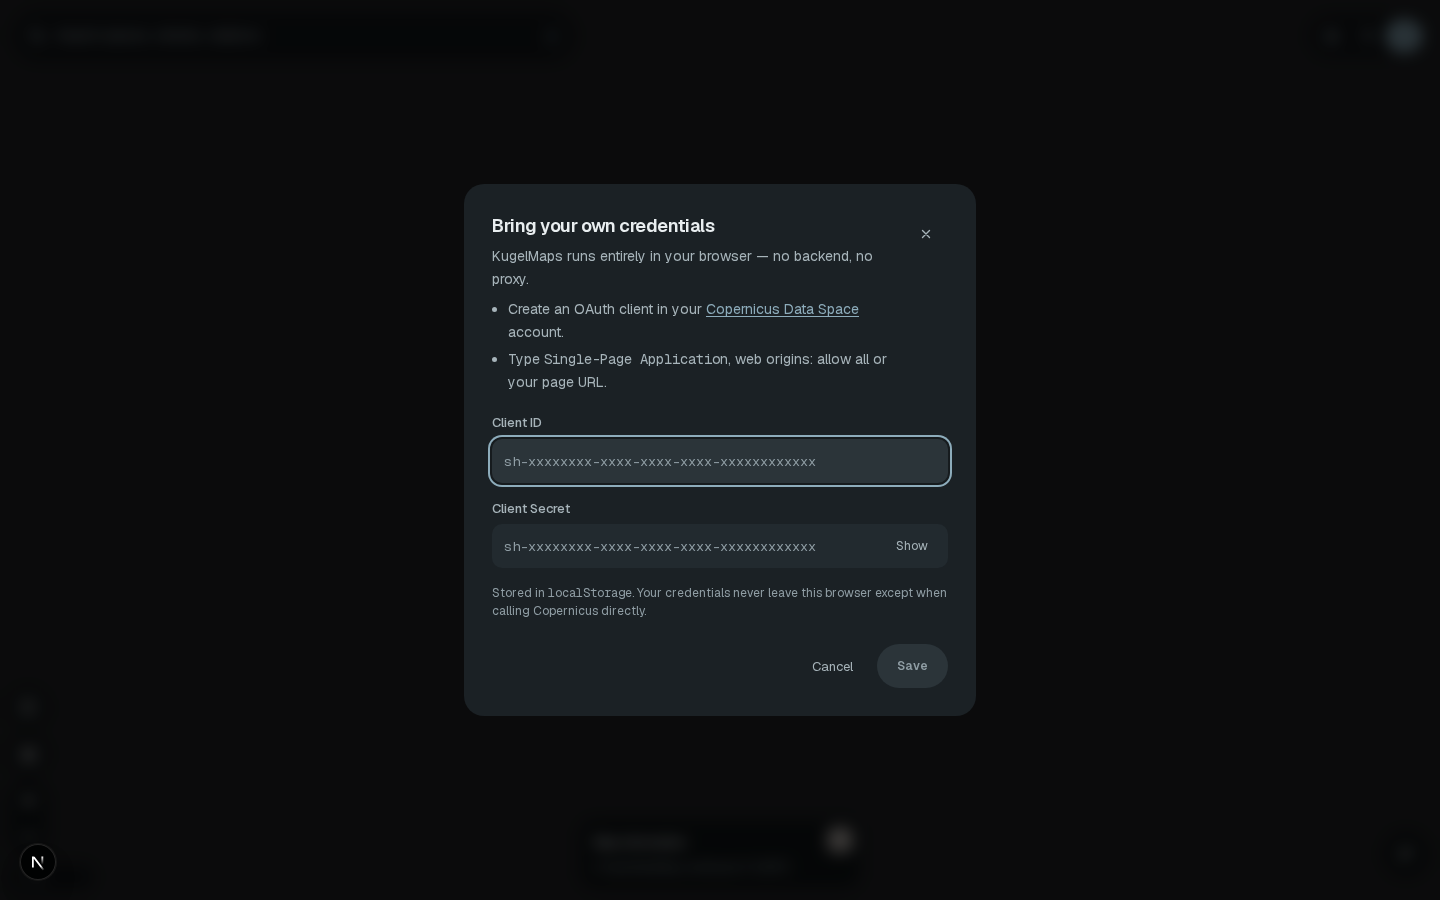 Bring your own credentials
KugelMaps runs entirely in your browser — no backend, no
proxy.
Create an OAuth client in your Copernicus Data Space
account.
Type Single-Page Application, web origins: allow all or
your page URL.
Client ID
sh-xxxxxxxx-xxxx-xxxx-xxxx-xxxxxxxxxxxx
Client Secret
sh-xxxxxxxx-xxxx-xxxx-xxxx-xxxxxxxxxxxx
Show
Stored in localStorage. Your credentials never leave this browser except when
calling Copernicus directly.
Cancel
Save
N